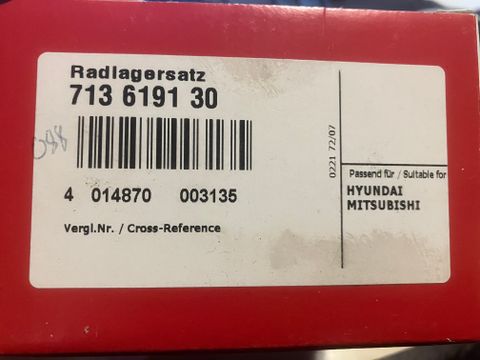 Radlagersatz
713 6191 30
088
4 014870 003135
Vergl.Nr. / Cross-Reference
0221 72/07
Passend für / Suitable for
HYUNDAI
MITSUBISHI